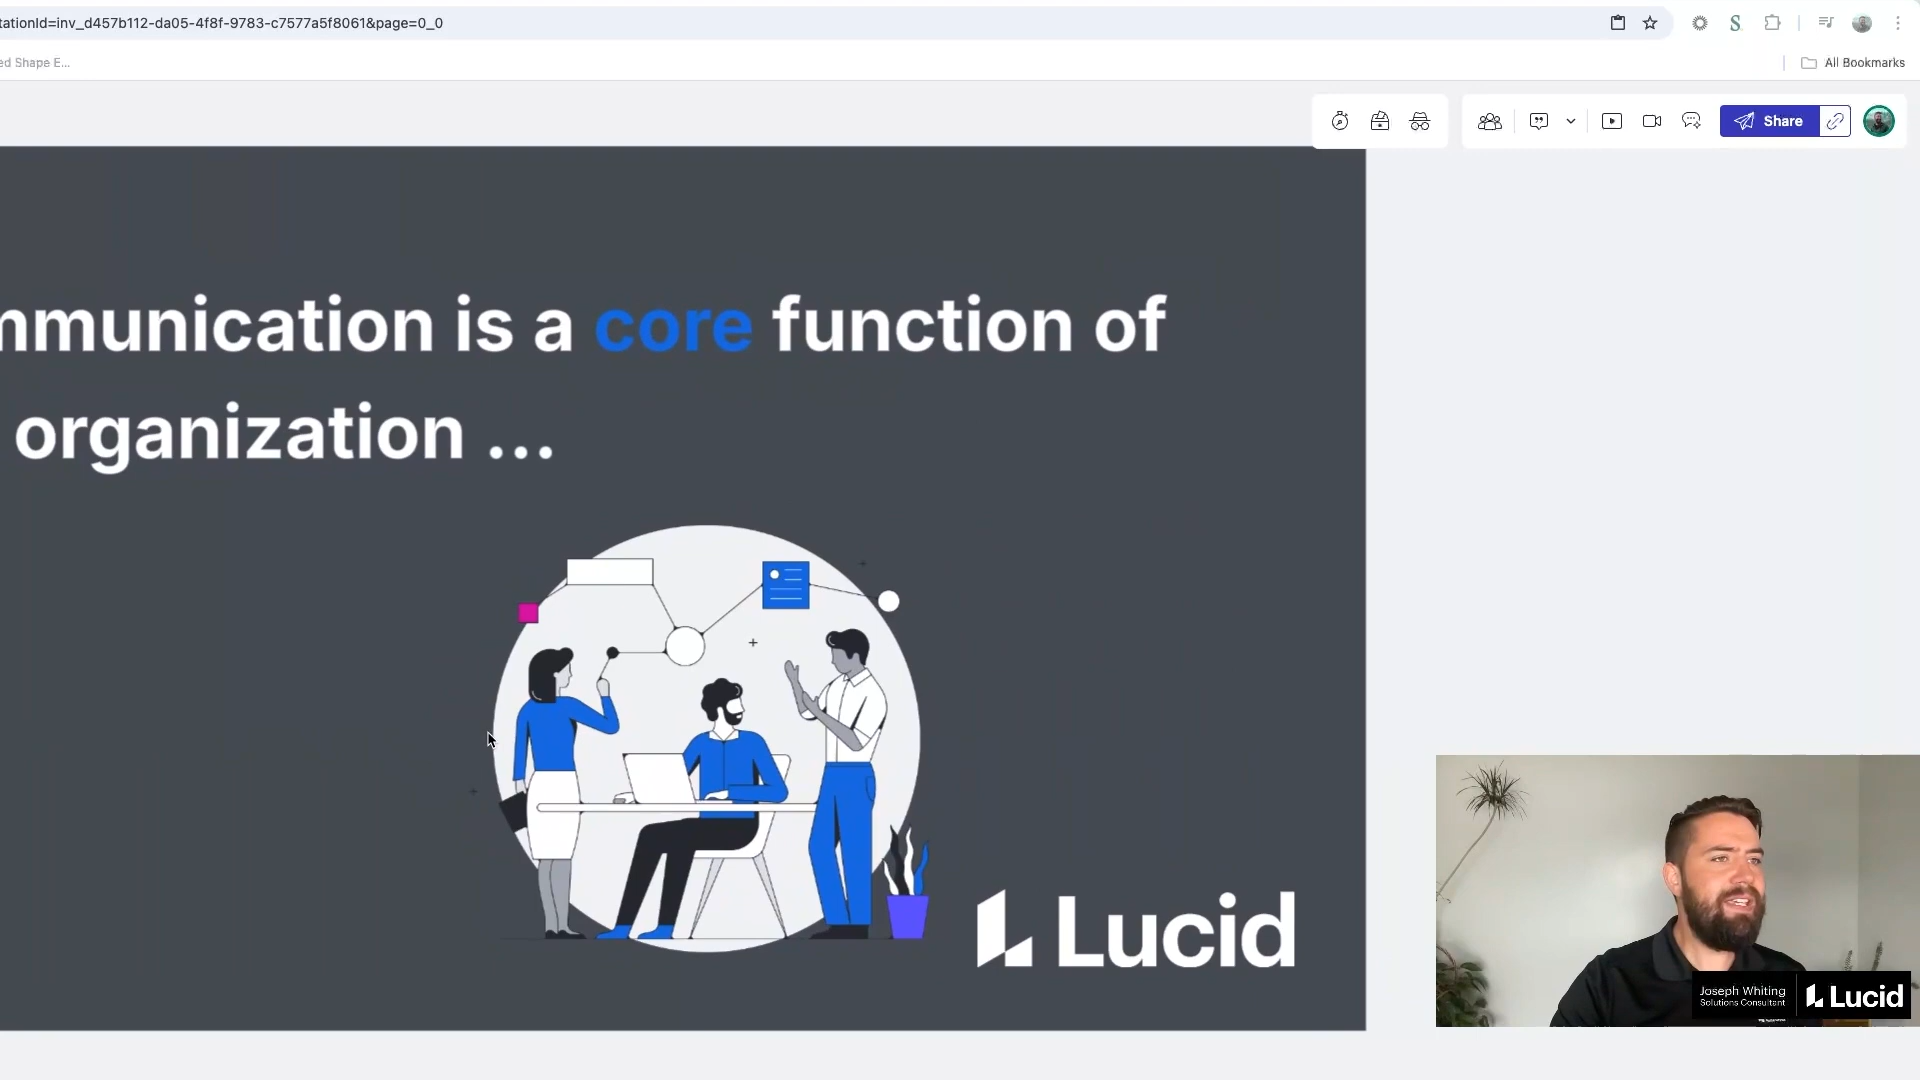 tationId=inv_d457b112-da05-4f8f-9783-c7577a5f8061&page=0_0
ed Shape E...
All Bookmarks
Share
mmunication is a core function of
organization ...
Lucid
Joseph Whiting
Solutions Consultant
Lucid